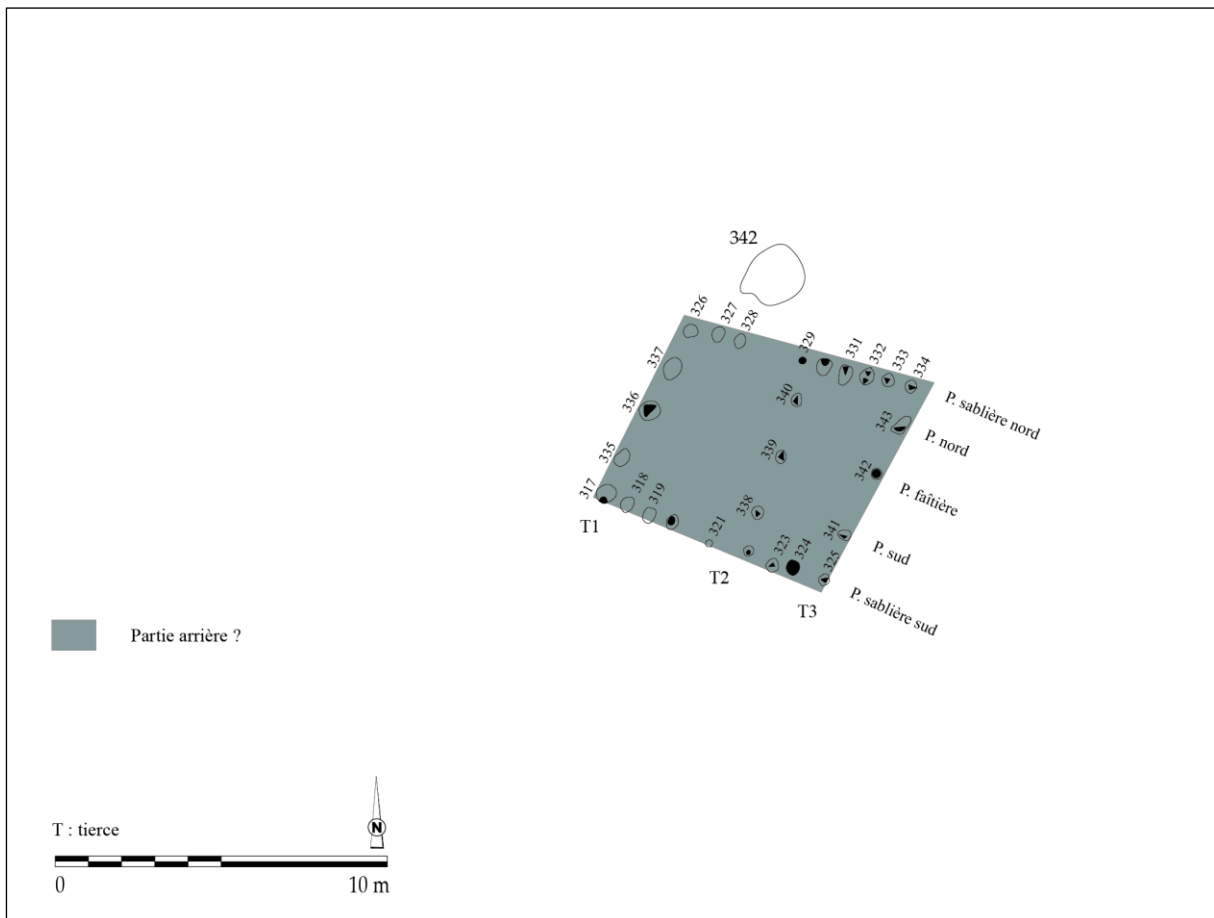 342
326
327
328
329
331
332
333
334
P. sablière nord
337
340
343
P. nord
336
339
342
P. faîtière
335
338
341
P. sud
317
318
319
321
323
324
325
P. sablière sud
T1
T2
T3
Partie arrière ?
T : tierce
N
0
10 m